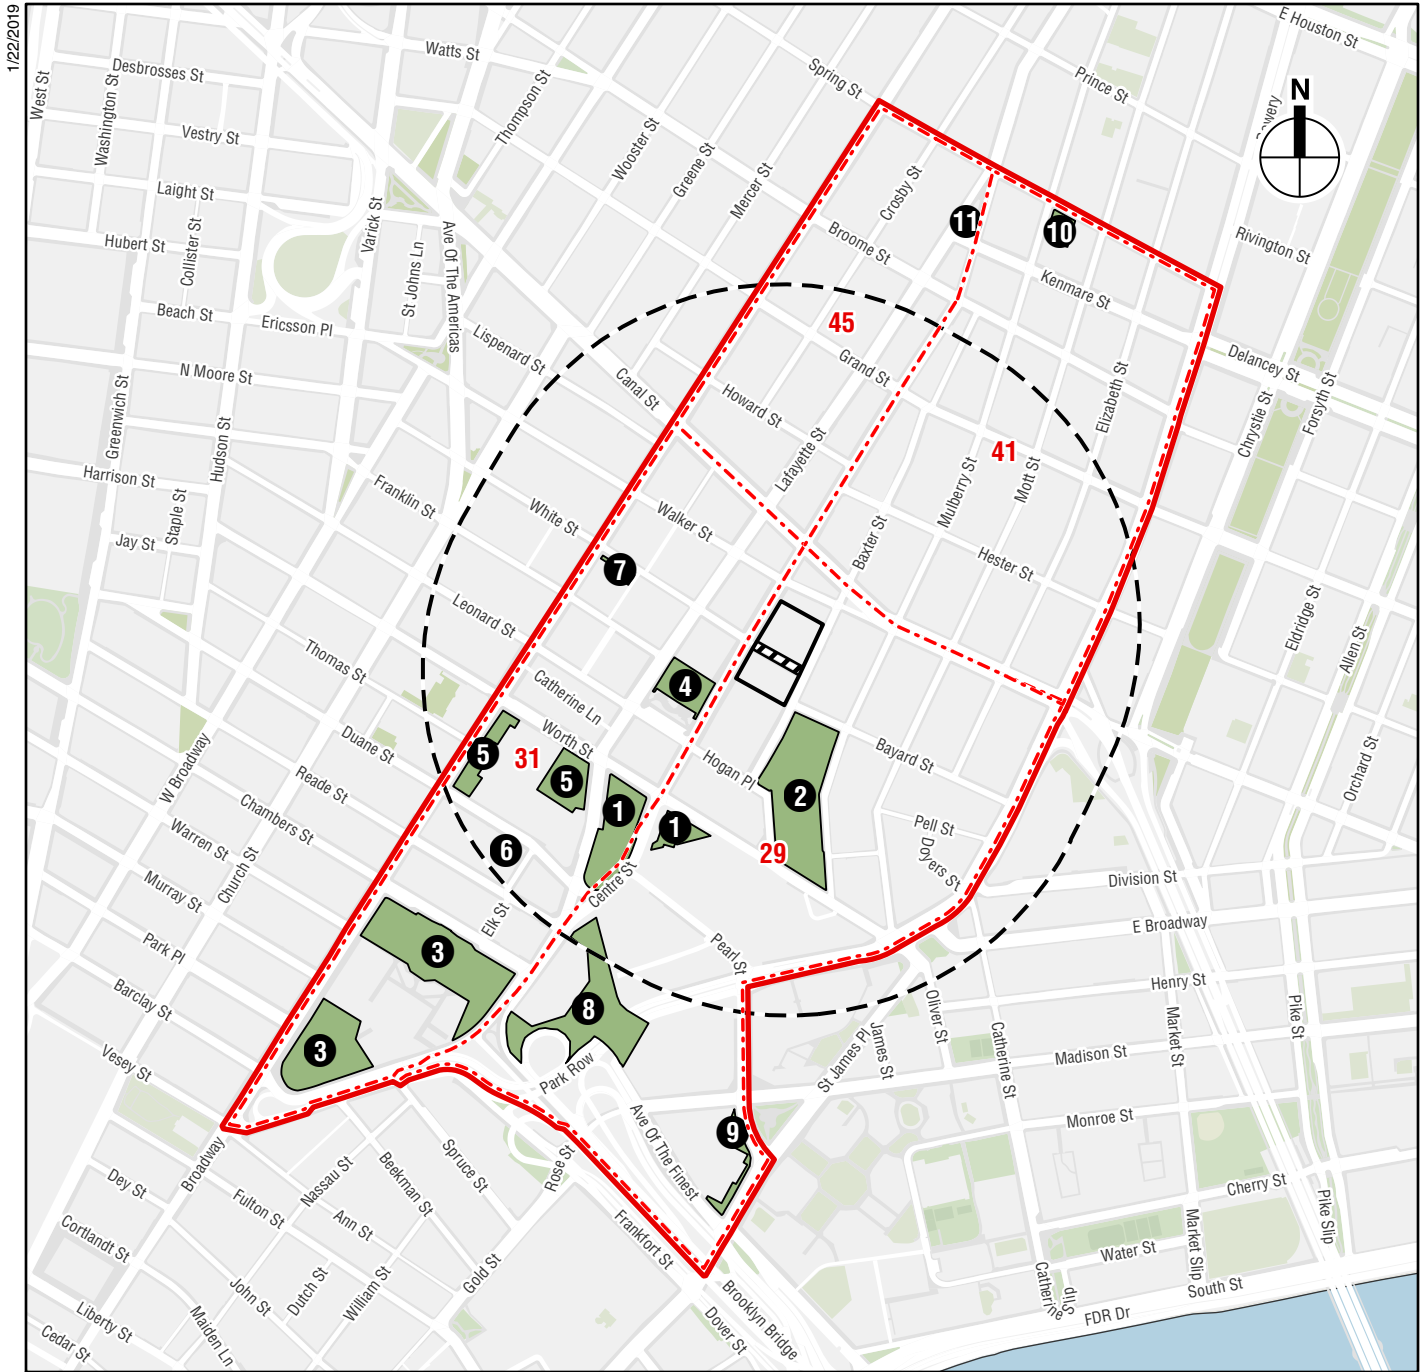 1/22/2019
E Houston St
Watts St
Spring St
Desbrosses St
Prince St
West St
Washington St
Thompson St
N
Vestry St
Wooster St
Greene St
Mercer St
Crosby St
Laight St
11
10
Varick St
Ave Of The Americas
Hubert St
Collister St
St Johns Ln
Broome St
Rivington St
Kenmare St
Beach St
Ericsson Pl
45
Lispenard St
Grand St
Delancey St
N Moore St
Canal St
Howard St
Elizabeth St
Forsyth St
Chrystie St
Greenwich St
Hudson St
Lafayette St
41
Harrison St
Franklin St
Mulberry St
Mott St
Staple St
White St
Walker St
Baxter St
Jay St
Hester St
7
Leonard St
Eldridge St
Allen St
Thomas St
4
Catherine Ln
Worth St
Duane St
5
31
5
Hogan Pl
Bayard St
W Broadway
Reade St
2
Orchard St
Chambers St
1
1
Pell St
Warren St
6
29
Doyers St
Church St
Centre St
Division St
Murray St
Elk St
E Broadway
Park Pl
3
Pearl St
Henry St
Barclay St
8
Oliver St
Catherine St
Market St
Pike St
Vesey St
3
James St
Madison St
Park Row
St James Pl
Ave Of The Finest
Monroe St
9
Broadway
Spruce St
Rose St
Nassau St
Beekman St
Dey St
Cherry St
Fulton St
Ann St
Frankfort St
Market Slip
Pike Slip
Cortlandt St
Water St
Gold St
Catherine Slip
South St
John St
Dutch St
William St
Brooklyn Bridge
FDR Dr
Liberty St
Maiden Ln
Dover St
Cedar St